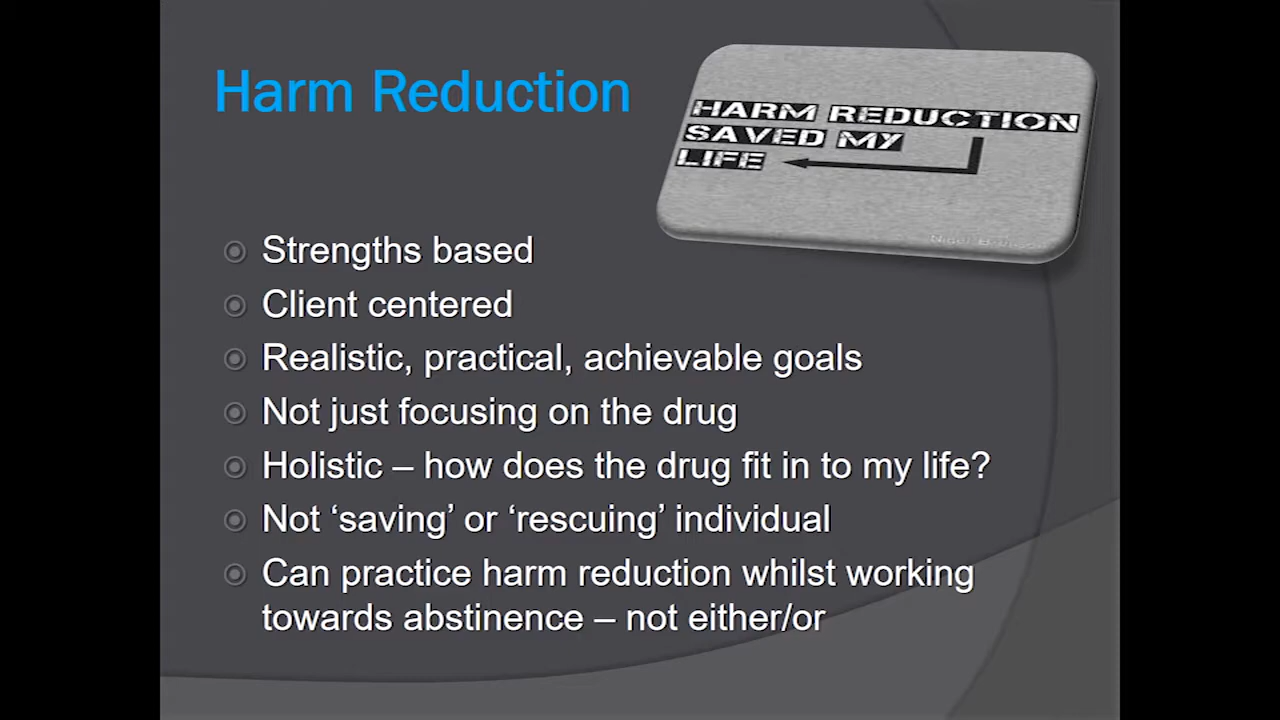 Harm Reduction
HARM REDUCTION
SAVED MY
LIFE
Strengths based
Client centered
Realistic, practical, achievable goals
Not just focusing on the drug
Holistic – how does the drug fit in to my life?
Not ‘saving’ or ‘rescuing’ individual
Can practice harm reduction whilst working
towards abstinence – not either/or